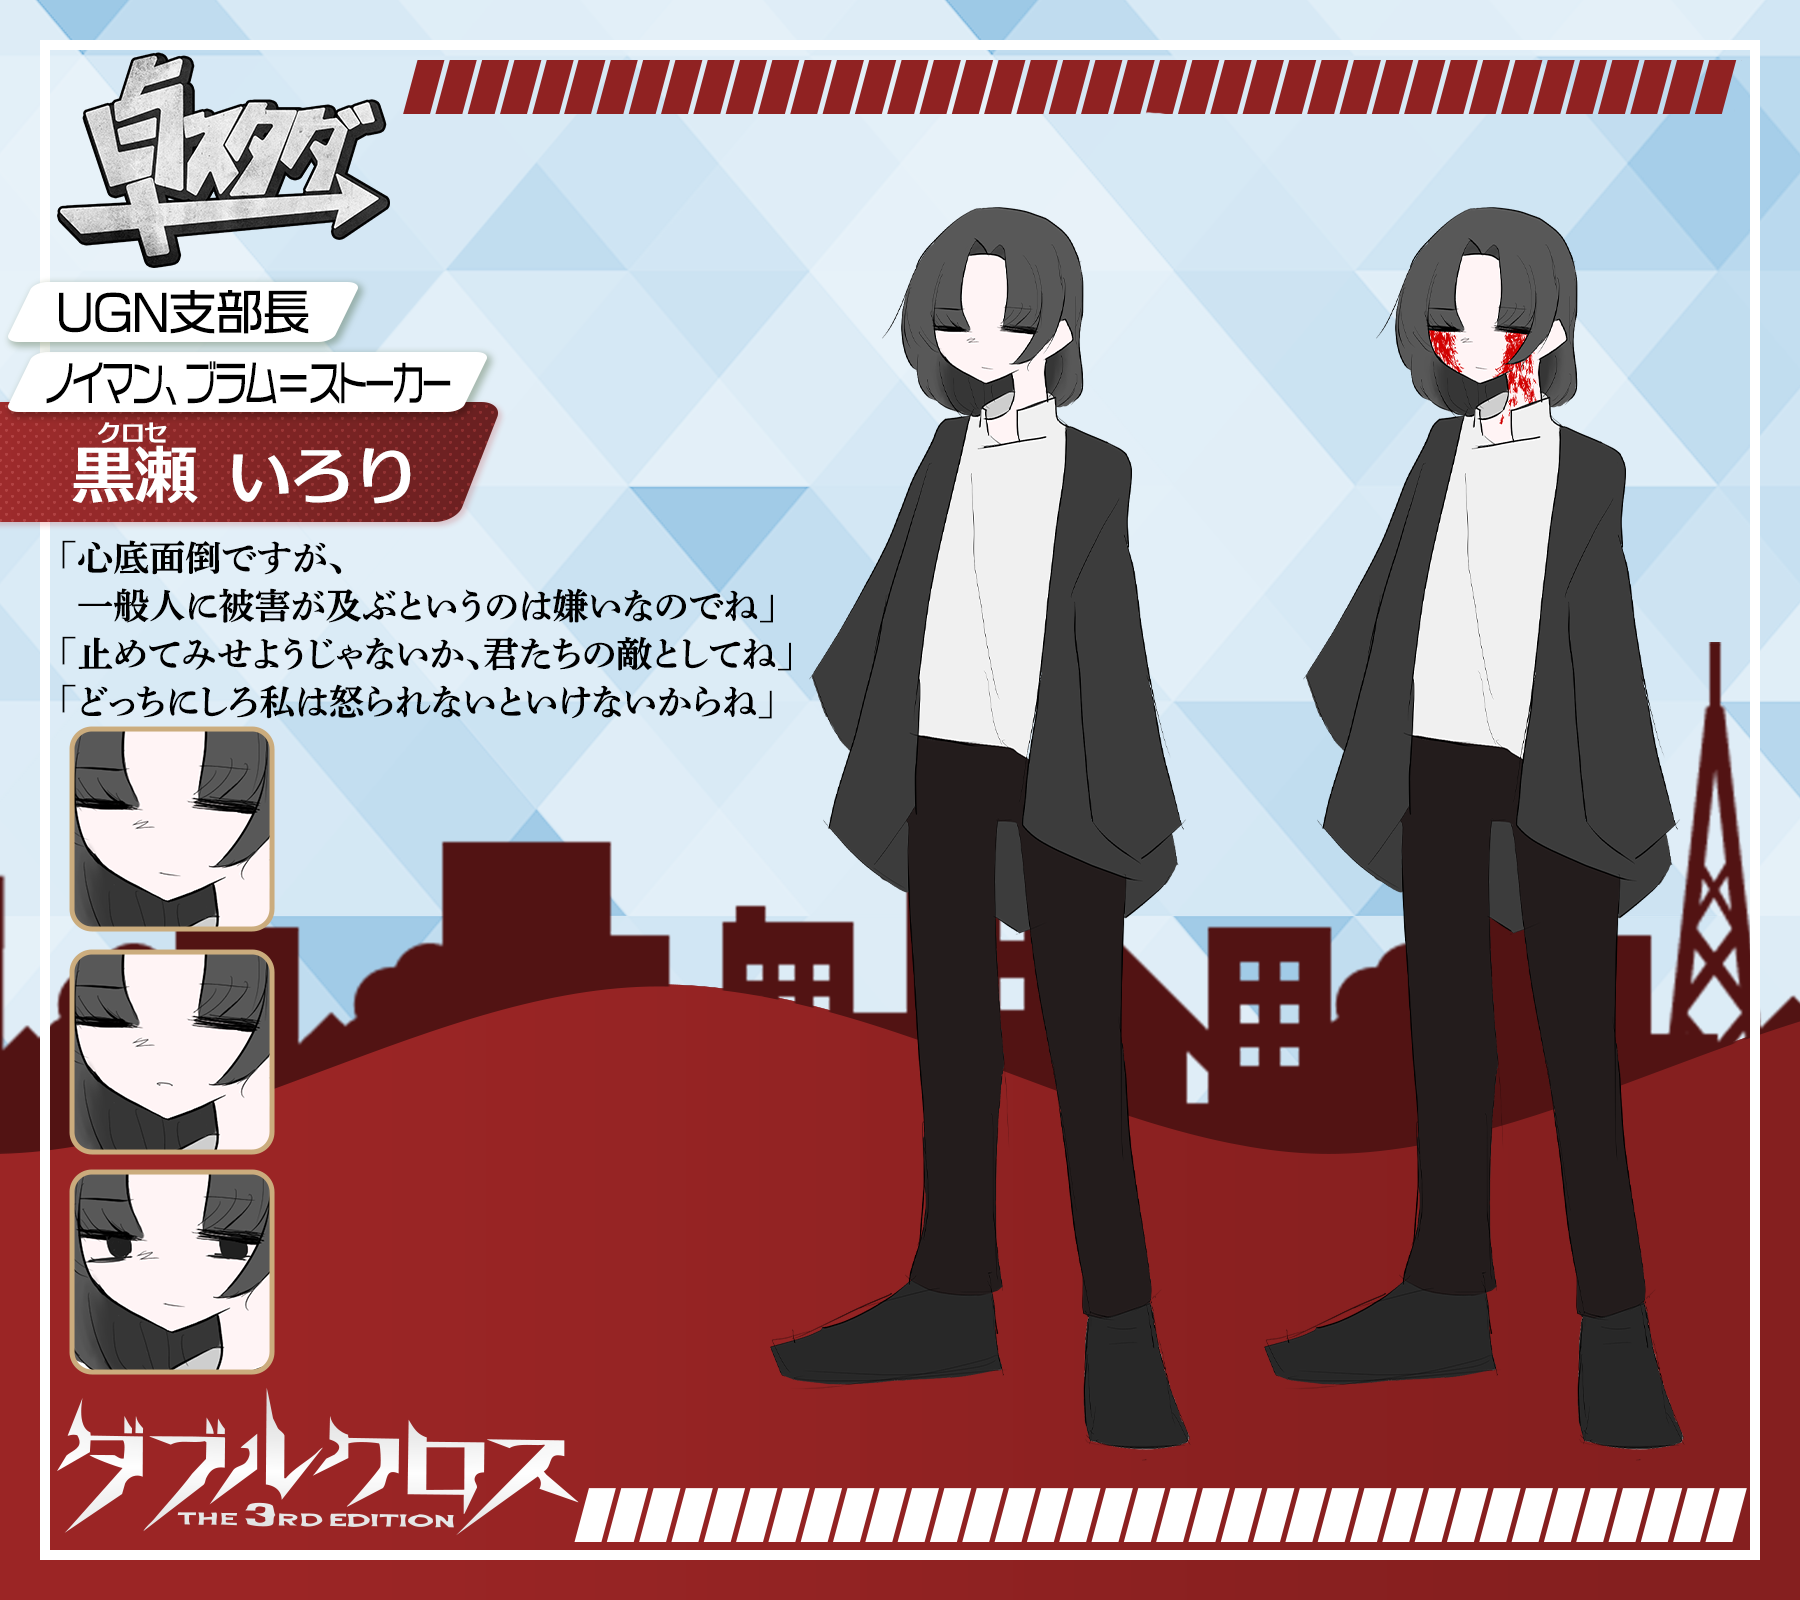 卓スタダ
UGN支部長
ノイマン、ブラム=ストーカー
クロセ
黒瀬 いろり
「心底面倒ですが、
一般人に被害が及ぶというのは嫌いなのでね」
「止めてみせようじゃないか、君たちの敵としてね」
「どっちにしろ私は怒られないといけないからね」
ダブルクロス
THE 3RD EDITION